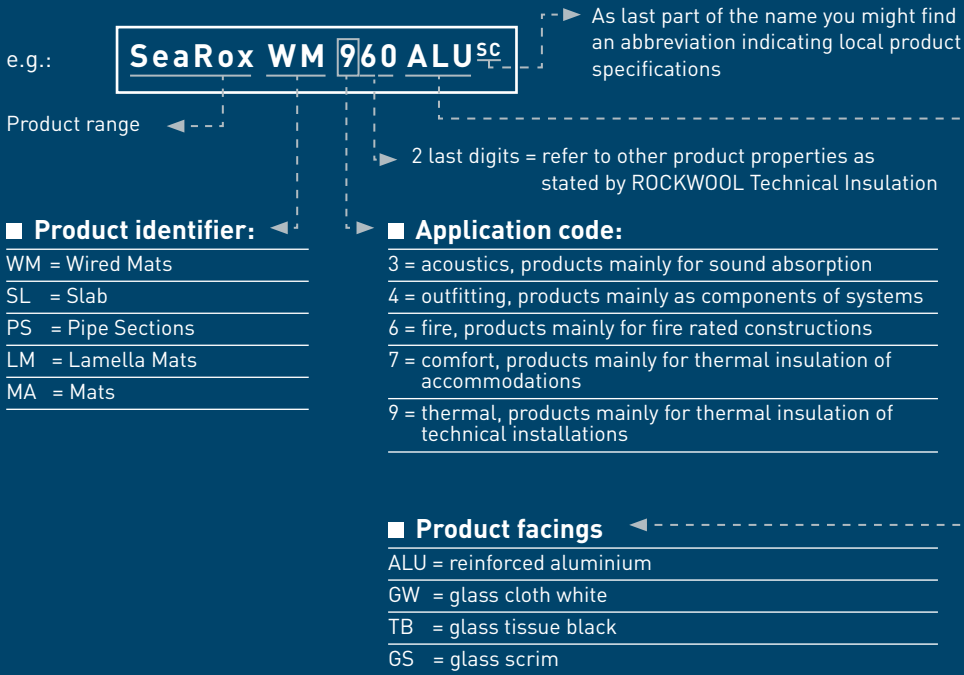 As last part of the name you might find
an abbreviation indicating local product
specifications
e.g.: SeaRox WM 960 ALU SC
Product range
2 last digits = refer to other product properties as
stated by ROCKWOOL Technical Insulation
Product identifier:
WM = Wired Mats
SL = Slab
PS = Pipe Sections
LM = Lamella Mats
MA = Mats
Application code:
3 = acoustics, products mainly for sound absorption
4 = outfitting, products mainly as components of systems
6 = fire, products mainly for fire rated constructions
7 = comfort, products mainly for thermal insulation of
accommodations
9 = thermal, products mainly for thermal insulation of
technical installations
Product facings
ALU = reinforced aluminium
GW = glass cloth white
TB = glass tissue black
GS = glass scrim